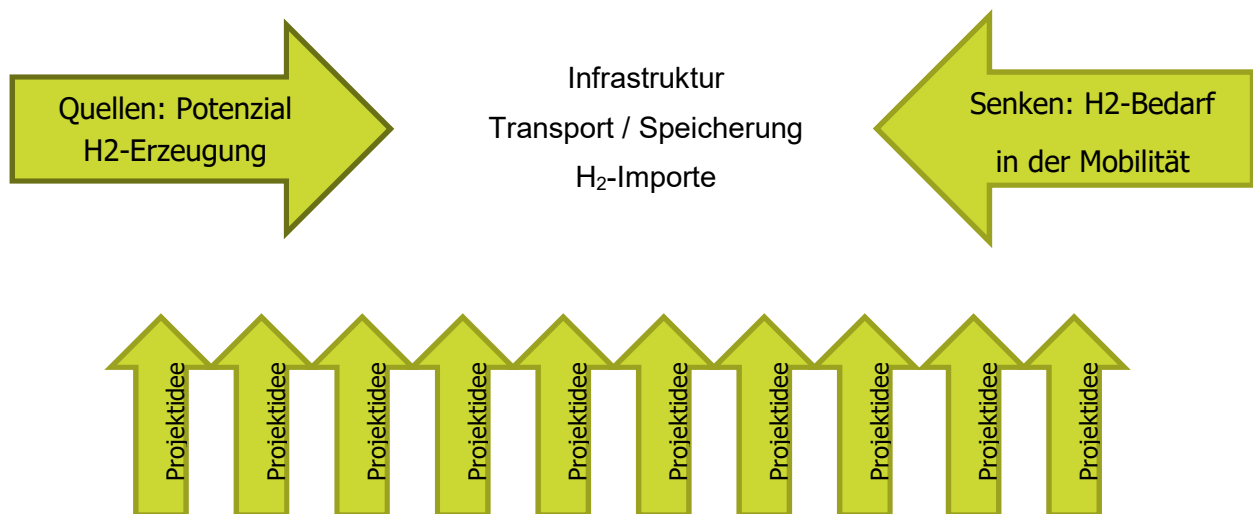 Quellen: Potenzial
H2-Erzeugung
Infrastruktur
Transport / Speicherung
H₂-Importe
Senken: H2-Bedarf
in der Mobilität
Projektidee
Projektidee
Projektidee
Projektidee
Projektidee
Projektidee
Projektidee
Projektidee
Projektidee
Projektidee